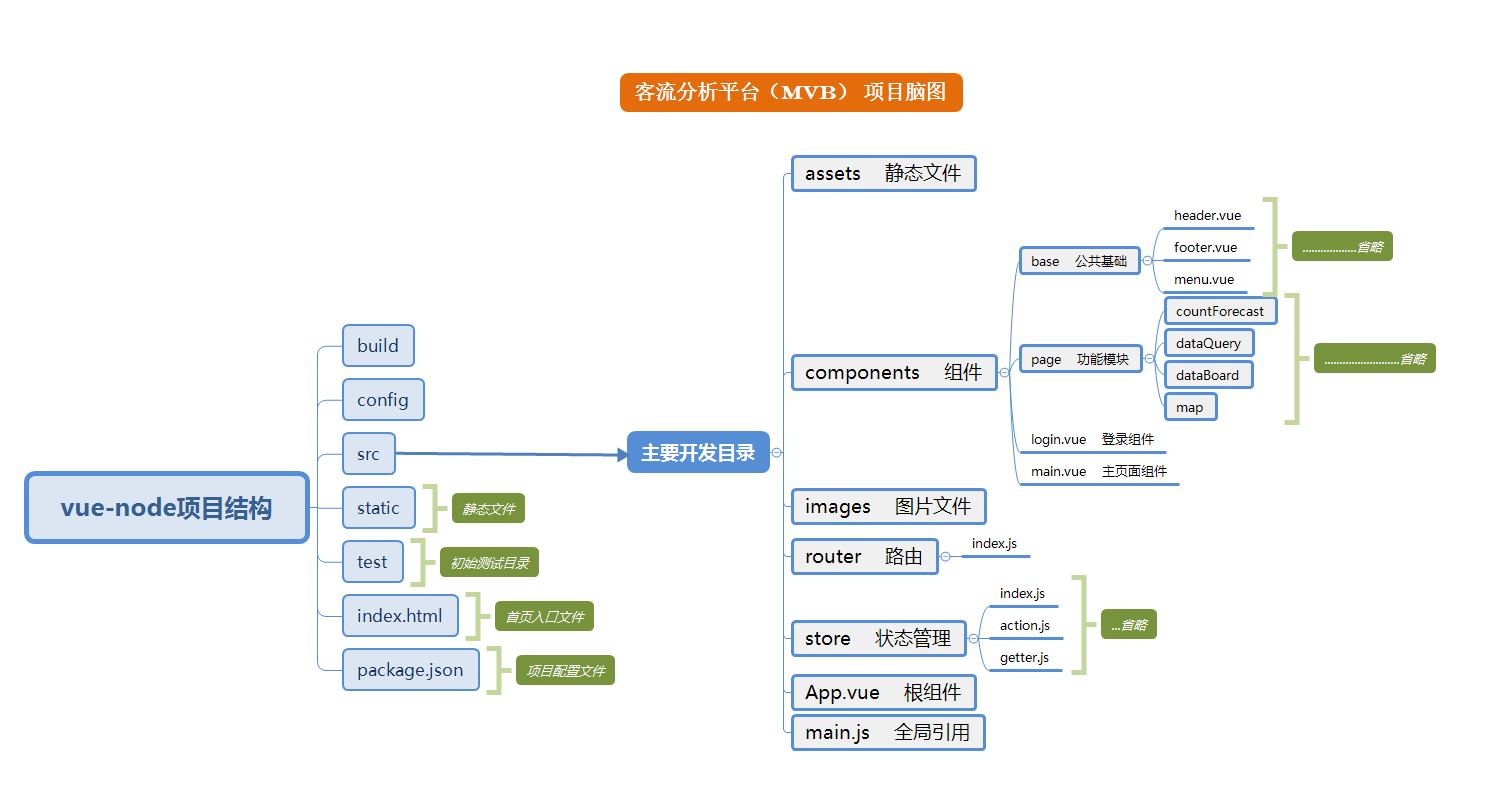 客流分析平台（MVB） 项目脑图
vue-node项目结构
build
config
src
static
静态文件
test
初始测试目录
index.html
首页入口文件
package.json
项目配置文件
主要开发目录
assets 静态文件
components 组件
base 公共基础
header.vue
footer.vue
menu.vue
..................省略
page 功能模块
countForecast
dataQuery
dataBoard
map
.........................省略
login.vue 登录组件
main.vue 主页面组件
images 图片文件
router 路由
index.js
store 状态管理
index.js
action.js
getter.js
...省略
App.vue 根组件
main.js 全局引用